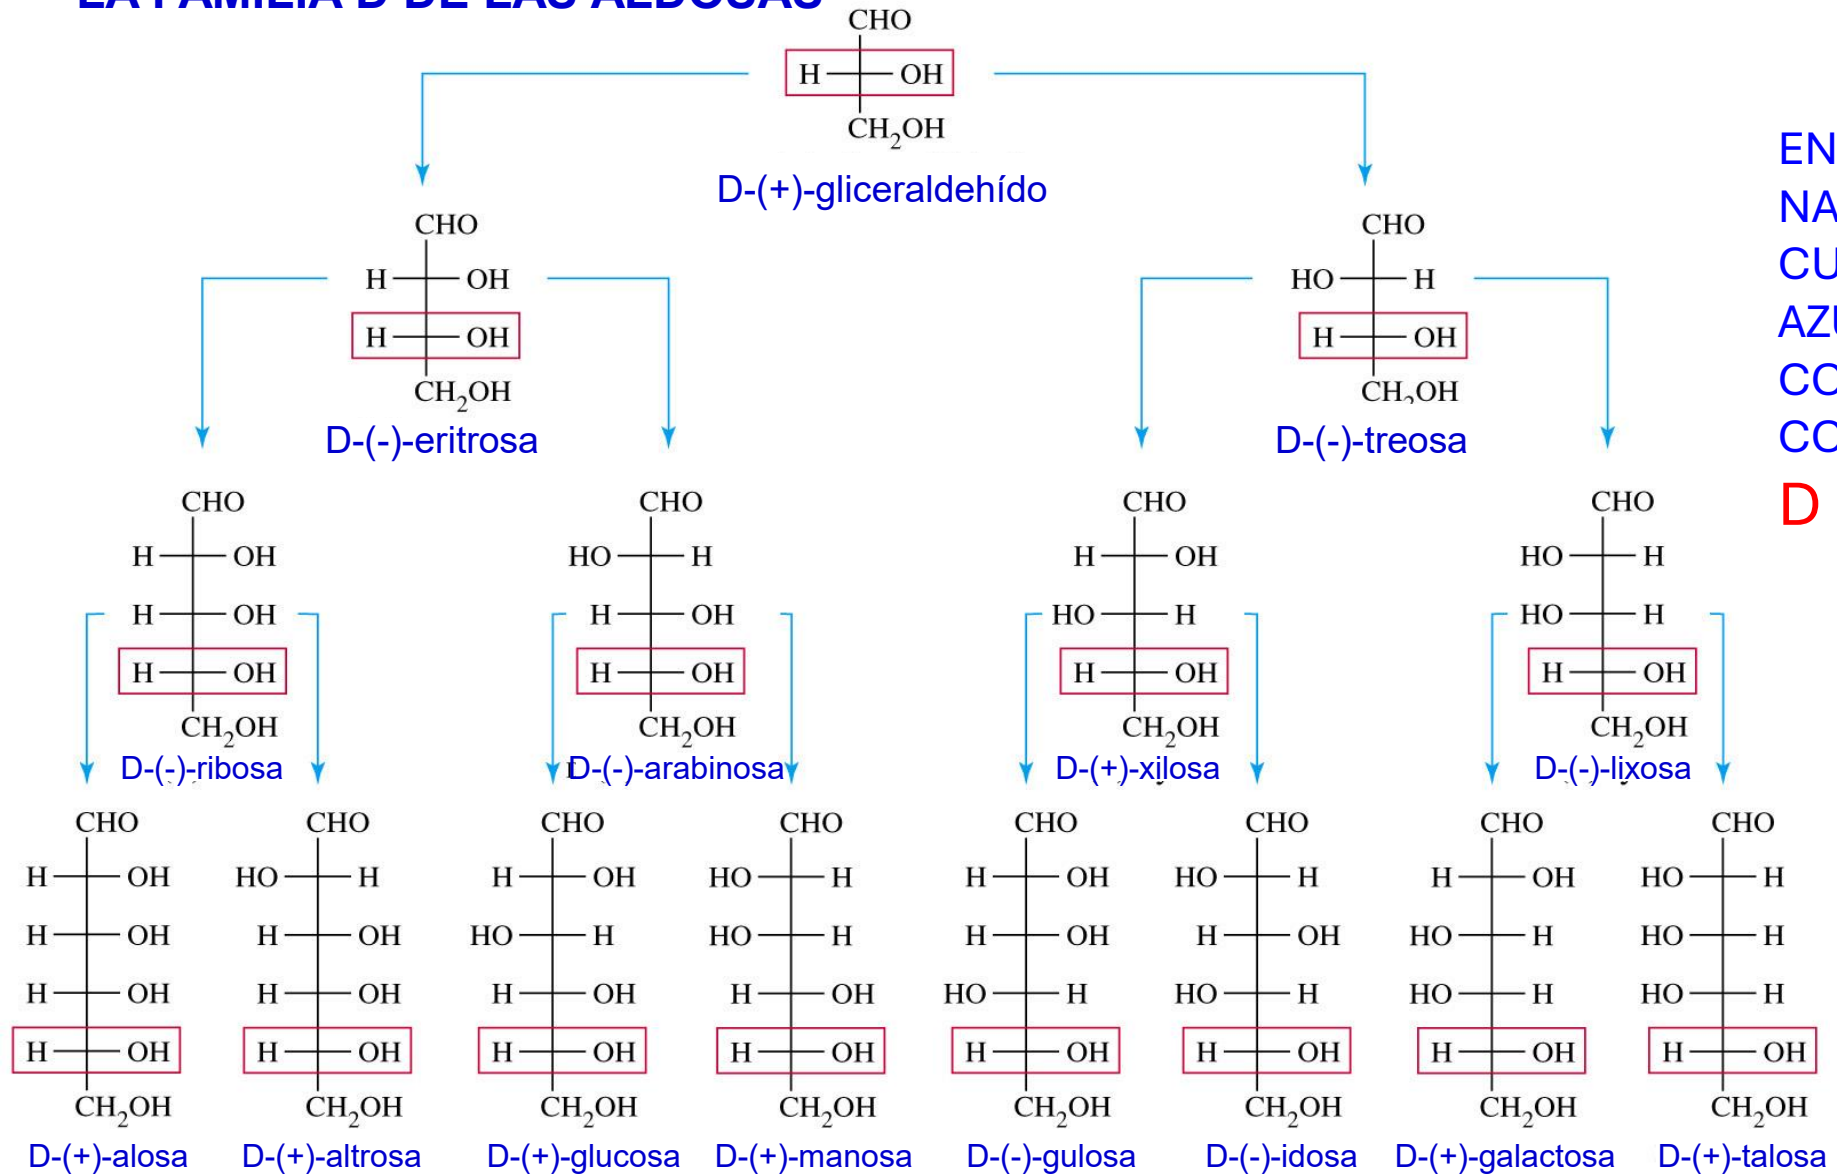 LA FAMILIA D DE LAS ALDOSAS
CHO
H OH
CH2OH
D-(+)-gliceraldehído
EN
NA
CU
AZU
CO
CO
D
CHO CHO
H OH HO H
H OH H OH
CH2OH CH2OH
D-(-)-eritrosa D-(-)-treosa
CHO CHO CHO CHO
H OH HO H H OH HO H
H OH H OH HO H HO H
H OH H OH H OH H OH
CH2OH CH2OH CH2OH CH2OH
D-(-)-ribosa D-(-)-arabinosa D-(+)-xilosa D-(-)-lixosa
CHO CHO CHO CHO CHO CHO CHO CHO
H OH HO H H OH HO H H OH HO H H OH HO H
H OH H OH HO H HO H H OH H OH HO H HO H
H OH H OH H OH H OH HO H HO H HO H HO H
H OH H OH H OH H OH H OH H OH H OH H OH
CH2OH CH2OH CH2OH CH2OH CH2OH CH2OH CH2OH CH2OH
D-(+)-alosa D-(+)-altrosa D-(+)-glucosa D-(+)-manosa D-(-)-gulosa D-(-)-idosa D-(+)-galactosa D-(+)-talosa